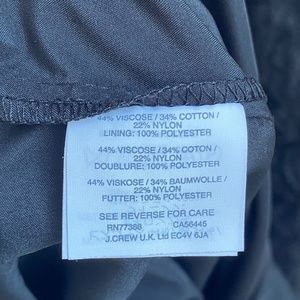 44% VISCOSE / 34% COTTON /
22% NYLON
LINING: 100% POLYESTER
44% VISCOSE / 34% COTON /
22% NYLON
DOUBLURE: 100% POLYESTER
44% VISKOSE / 34% BAUMWOLLE /
22% NYLON
FUTTER: 100% POLYESTER
SEE REVERSE FOR CARE
RN77388 CA56445
J.CREW U.K. Ltd EC4V 6JA